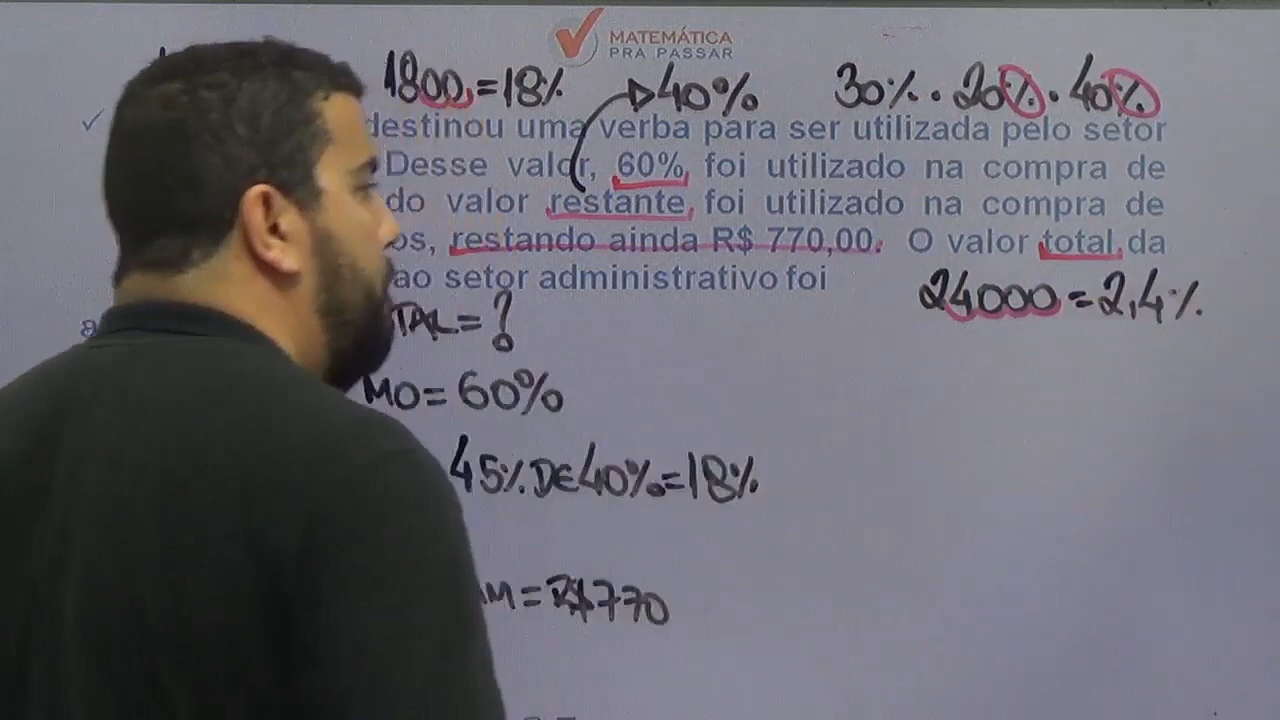 MATEMÁTICA
PRA PASSAR
1800 = 18% 40% 30% . 20% . 40%
destinou uma verba para ser utilizada pelo setor
Desse valor, 60%, foi utilizado na compra de
do valor restante, foi utilizado na compra de
os, restando ainda R$ 770,00. O valor total da
ao setor administrativo foi
24000 = 2,4%
TAL = ?
a
MO = 60%
45% DE 40% = 18%
AM = R$770